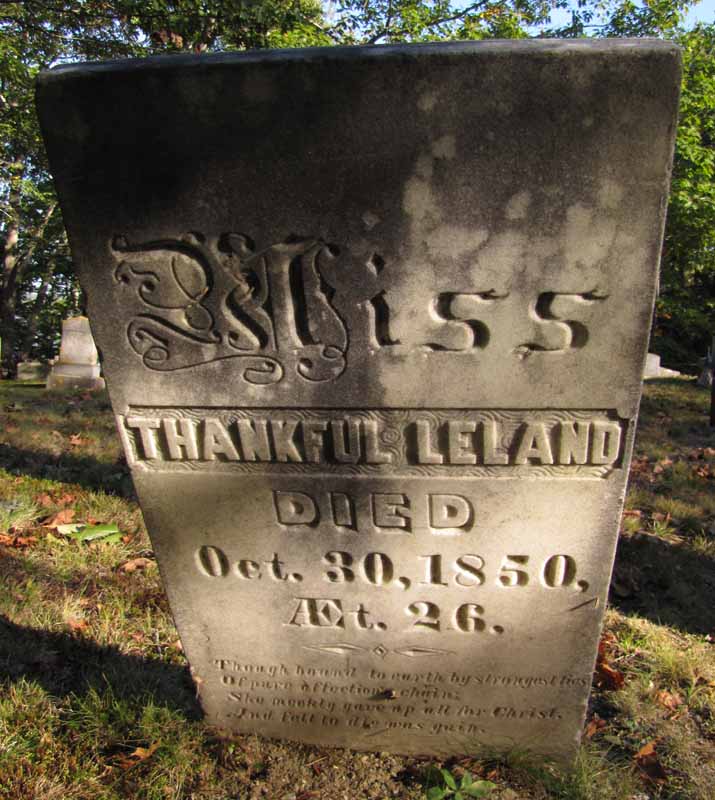 Miss
THANKFUL LELAND
DIED
Oct. 30, 1850,
Æt. 26.
Though bound to earth by strongest ties
Of pure affection, chain;
She meekly gave up all for Christ,
And felt to die was gain.